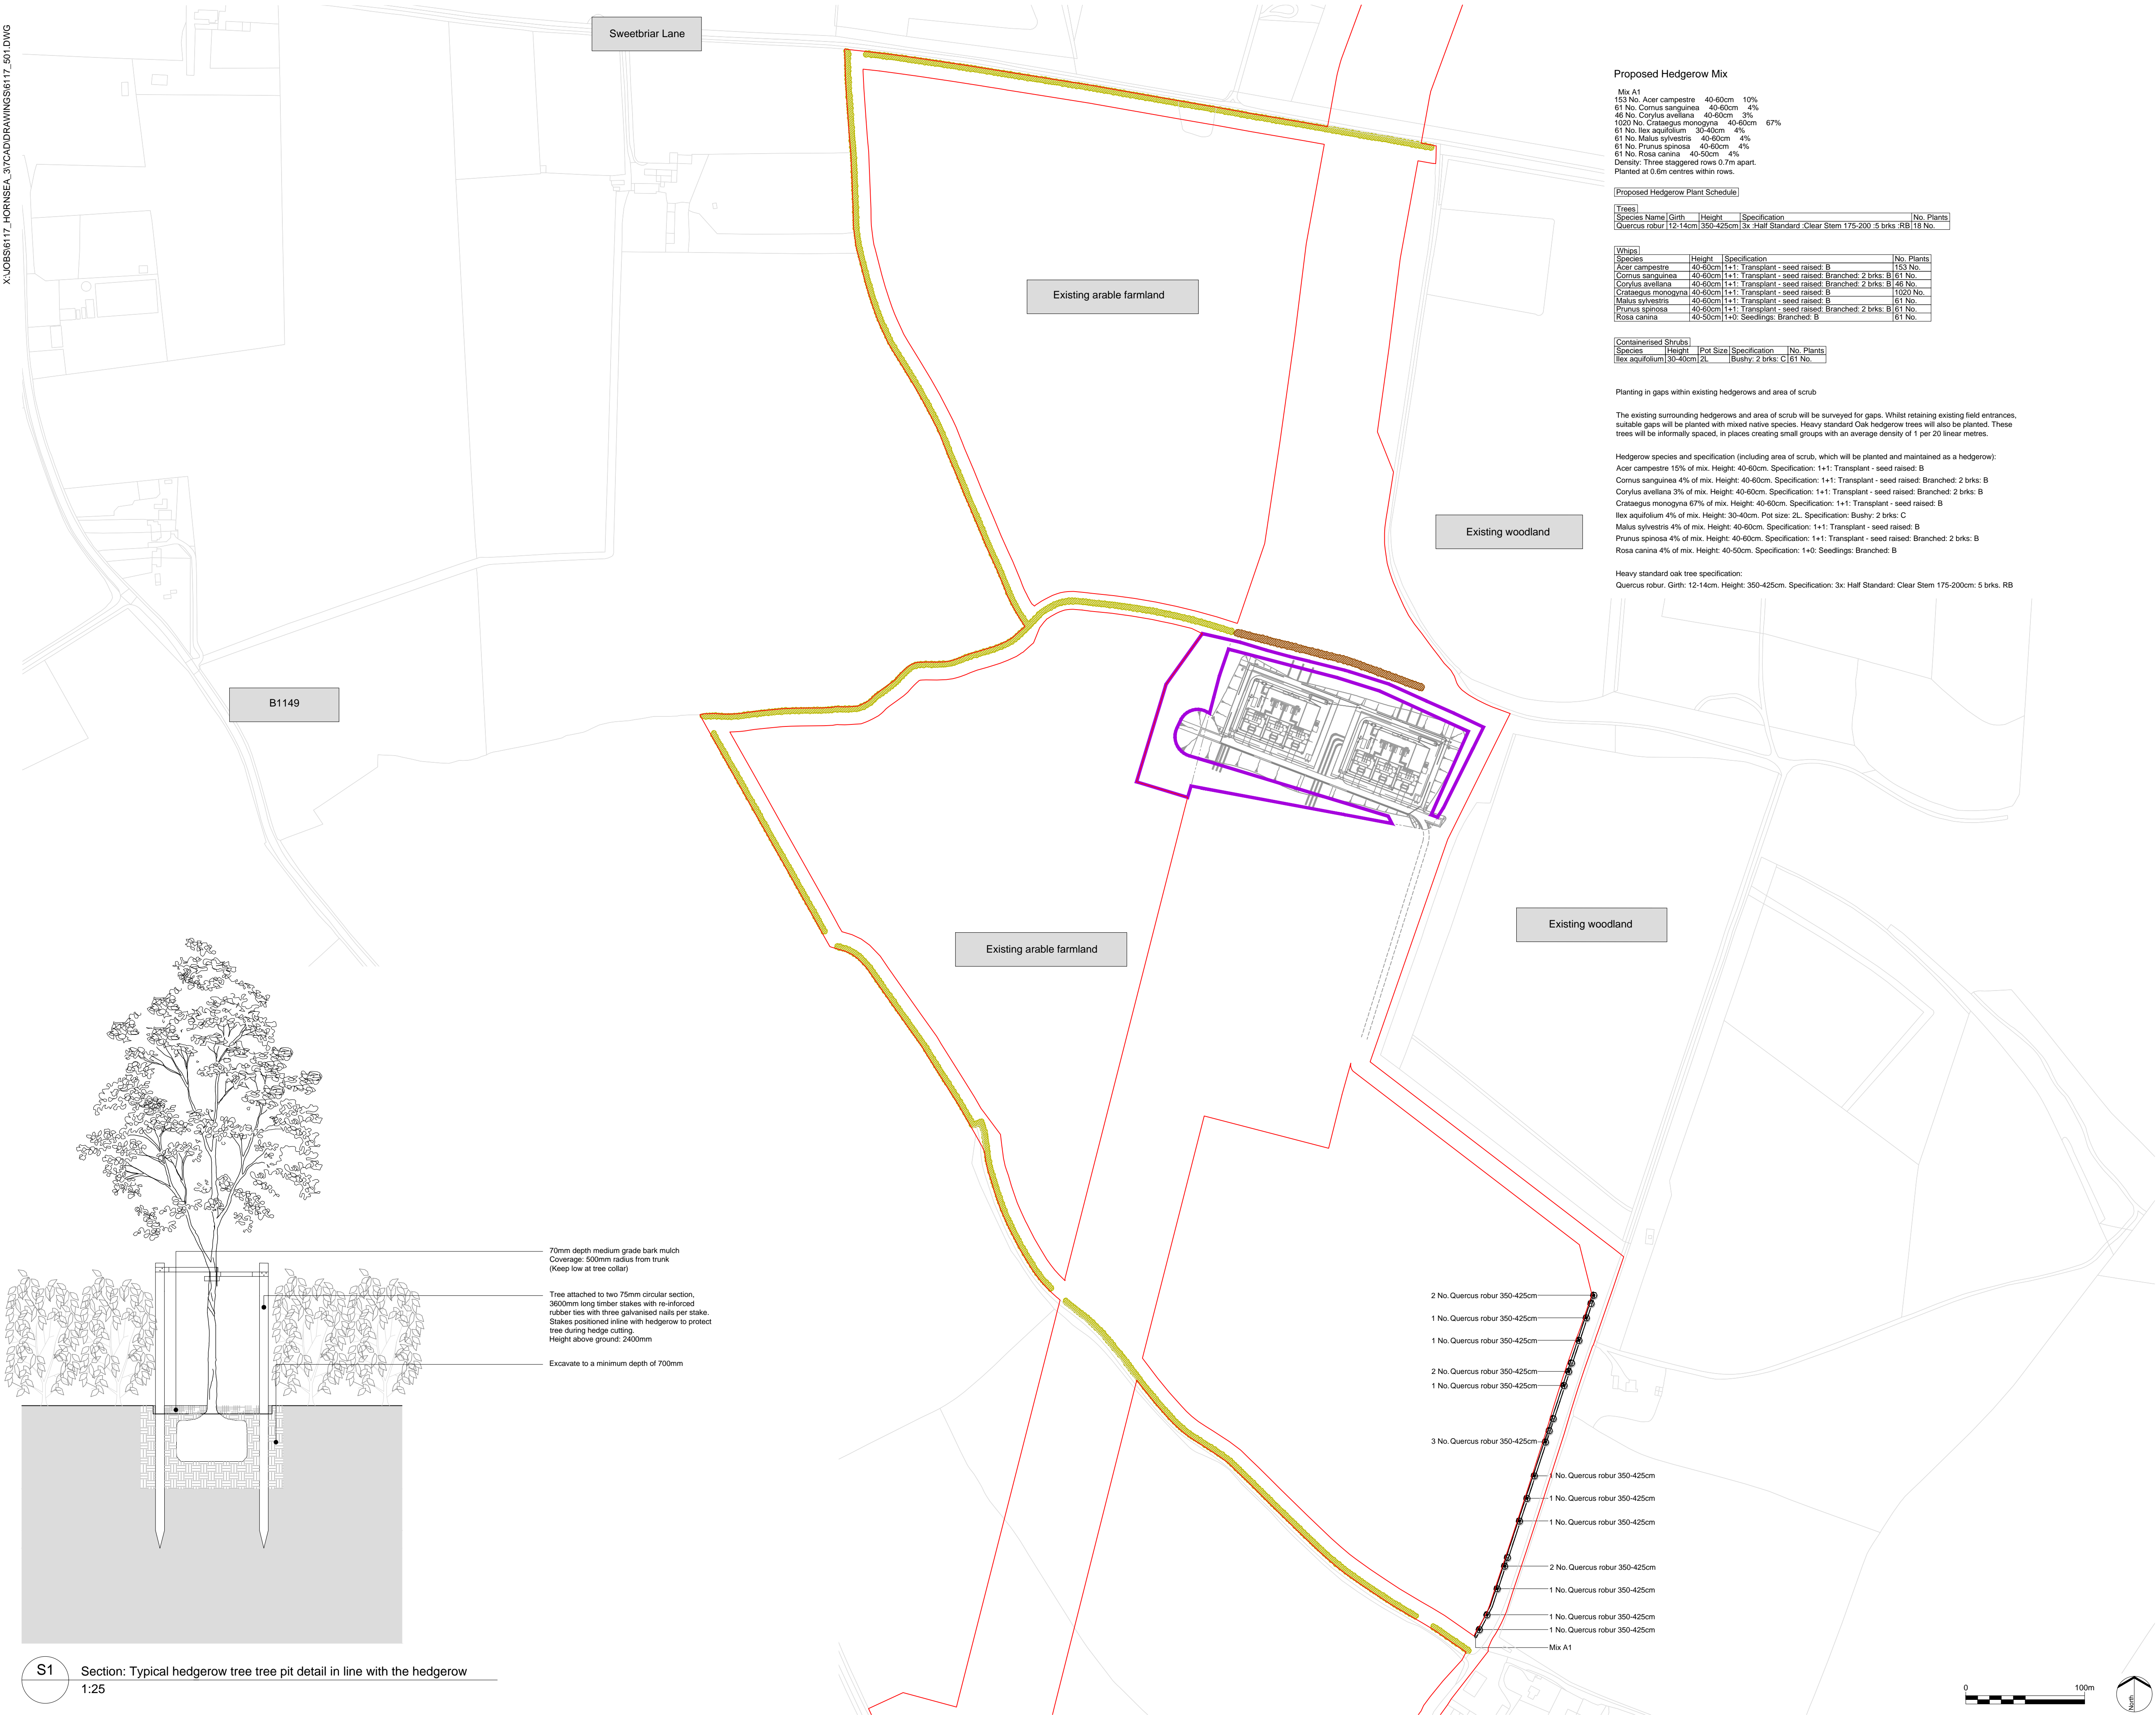 X:\JOBS\6117_HORNSEA_3\7CAD\DRAWINGS\6117_501.DWG
Sweetbriar Lane
Existing arable farmland
Existing woodland
B1149
Existing arable farmland
Existing woodland
Proposed Hedgerow Mix
Mix A1
153 No. Acer campestre 40-60cm 10%
61 No. Cornus sanguinea 40-60cm 4%
46 No. Corylus avellana 40-60cm 3%
1020 No. Crataegus monogyna 40-60cm 67%
61 No. Ilex aquifolium 30-40cm 4%
61 No. Malus sylvestris 40-60cm 4%
61 No. Prunus spinosa 40-60cm 4%
61 No. Rosa canina 40-50cm 4%
Density: Three staggered rows 0.7m apart.
Planted at 0.6m centres within rows.
Proposed Hedgerow Plant Schedule
Trees
Species Name Girth Height Specification No. Plants
Quercus robur 12-14cm 350-425cm 3x :Half Standard :Clear Stem 175-200 :5 brks :RB 18 No.
Whips
Species Height Specification No. Plants
Acer campestre 40-60cm 1+1: Transplant - seed raised: B 153 No.
Cornus sanguinea 40-60cm 1+1: Transplant - seed raised: Branched: 2 brks: B 61 No.
Corylus avellana 40-60cm 1+1: Transplant - seed raised: Branched: 2 brks: B 46 No.
Crataegus monogyna 40-60cm 1+1: Transplant - seed raised: B 1020 No.
Malus sylvestris 40-60cm 1+1: Transplant - seed raised: B 61 No.
Prunus spinosa 40-60cm 1+1: Transplant - seed raised: Branched: 2 brks: B 61 No.
Rosa canina 40-50cm 1+0: Seedlings: Branched: B 61 No.
Containerised Shrubs
Species Height Pot Size Specification No. Plants
Ilex aquifolium 30-40cm 2L Bushy: 2 brks: C 61 No.
Planting in gaps within existing hedgerows and area of scrub
The existing surrounding hedgerows and area of scrub will be surveyed for gaps. Whilst retaining existing field entrances,
suitable gaps will be planted with mixed native species. Heavy standard Oak hedgerow trees will also be planted. These
trees will be informally spaced, in places creating small groups with an average density of 1 per 20 linear metres.
Hedgerow species and specification (including area of scrub, which will be planted and maintained as a hedgerow):
Acer campestre 15% of mix. Height: 40-60cm. Specification: 1+1: Transplant - seed raised: B
Cornus sanguinea 4% of mix. Height: 40-60cm. Specification: 1+1: Transplant - seed raised: Branched: 2 brks: B
Corylus avellana 3% of mix. Height: 40-60cm. Specification: 1+1: Transplant - seed raised: Branched: 2 brks: B
Crataegus monogyna 67% of mix. Height: 40-60cm. Specification: 1+1: Transplant - seed raised: B
Ilex aquifolium 4% of mix. Height: 30-40cm. Pot size: 2L. Specification: Bushy: 2 brks: C
Malus sylvestris 4% of mix. Height: 40-60cm. Specification: 1+1: Transplant - seed raised: B
Prunus spinosa 4% of mix. Height: 40-60cm. Specification: 1+1: Transplant - seed raised: Branched: 2 brks: B
Rosa canina 4% of mix. Height: 40-50cm. Specification: 1+0: Seedlings: Branched: B
Heavy standard oak tree specification:
Quercus robur. Girth: 12-14cm. Height: 350-425cm. Specification: 3x: Half Standard: Clear Stem 175-200cm: 5 brks. RB
70mm depth medium grade bark mulch
Coverage: 500mm radius from trunk
(Keep low at tree collar)
Tree attached to two 75mm circular section,
3600mm long timber stakes with re-inforced
rubber ties with three galvanised nails per stake.
Stakes positioned inline with hedgerow to protect
tree during hedge cutting.
Height above ground: 2400mm
Excavate to a minimum depth of 700mm
2 No. Quercus robur 350-425cm
1 No. Quercus robur 350-425cm
1 No. Quercus robur 350-425cm
2 No. Quercus robur 350-425cm
1 No. Quercus robur 350-425cm
3 No. Quercus robur 350-425cm
1 No. Quercus robur 350-425cm
1 No. Quercus robur 350-425cm
1 No. Quercus robur 350-425cm
2 No. Quercus robur 350-425cm
1 No. Quercus robur 350-425cm
1 No. Quercus robur 350-425cm
1 No. Quercus robur 350-425cm
Mix A1
S1
Section: Typical hedgerow tree tree pit detail in line with the hedgerow
1:25
0 100m
North